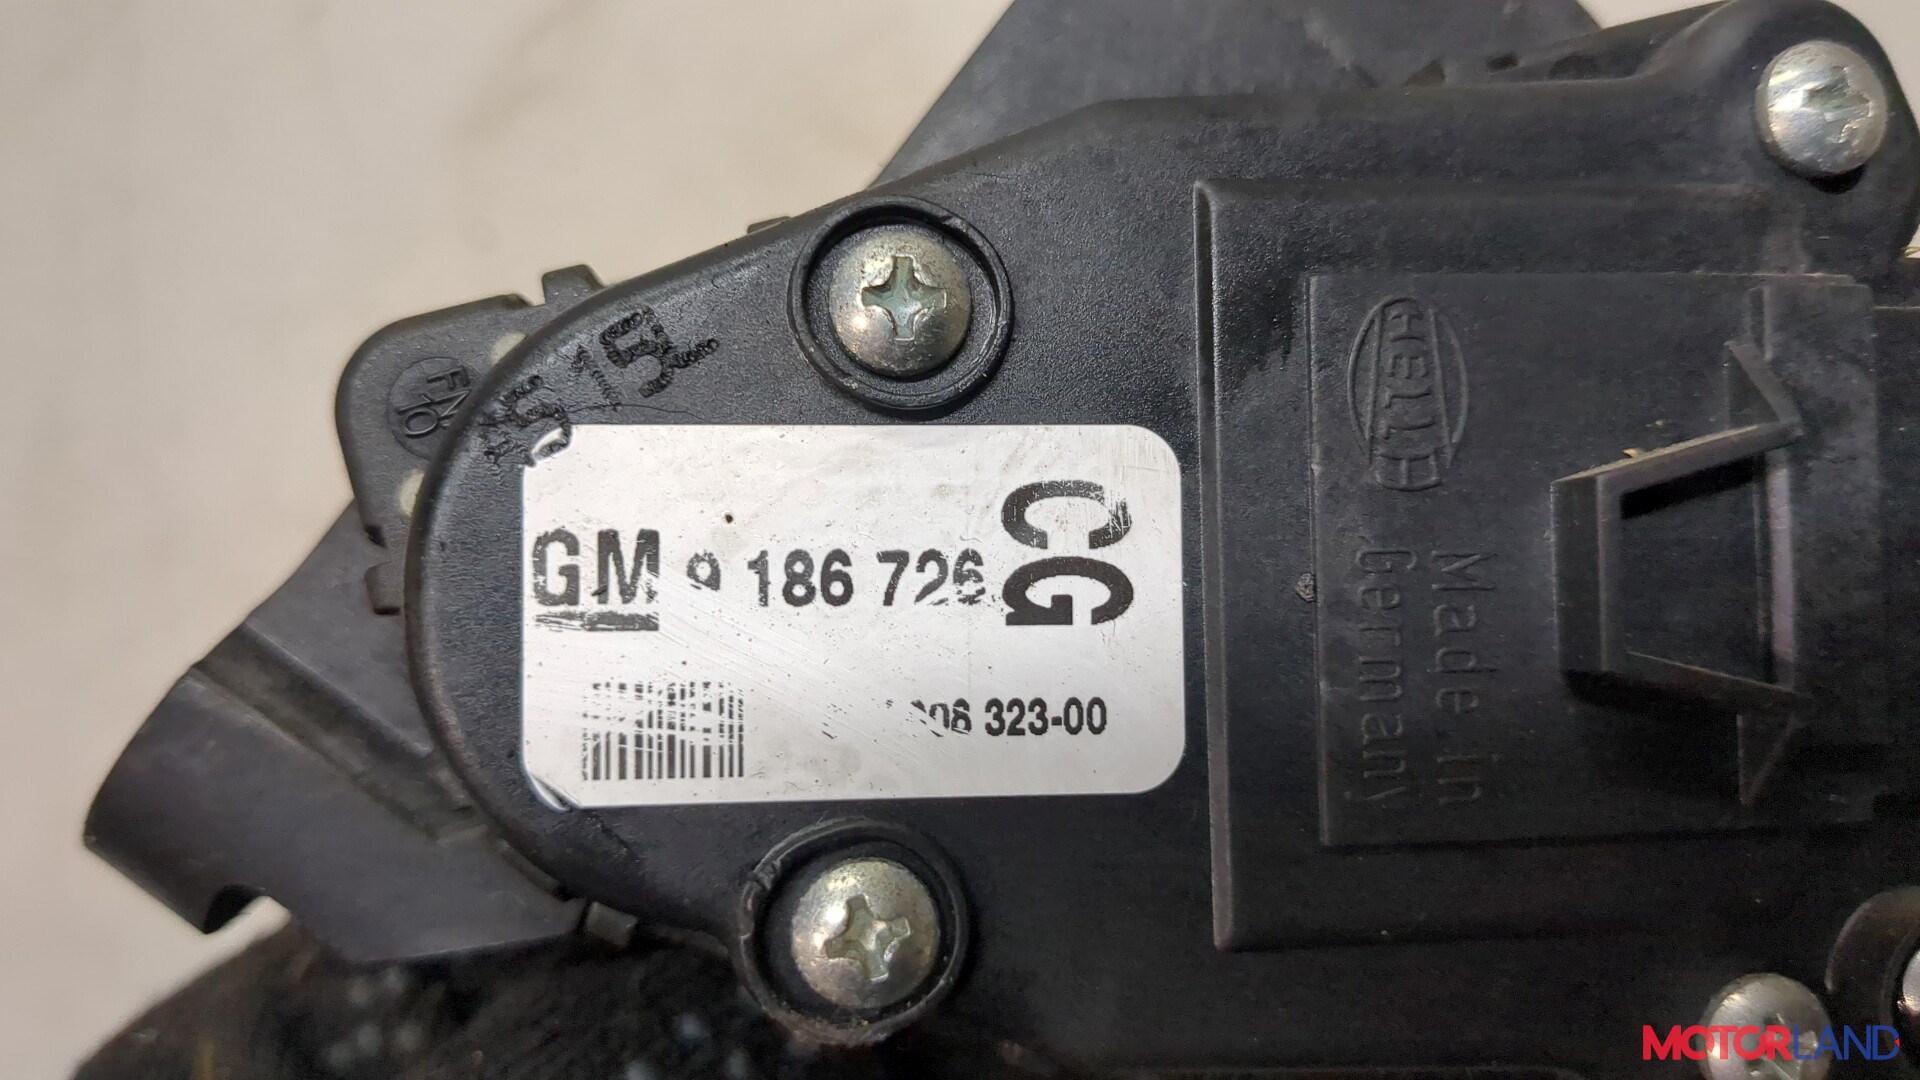 GM 9 186 726 CG
323-00
HELLA
Made in
Germany
MOTORLAND